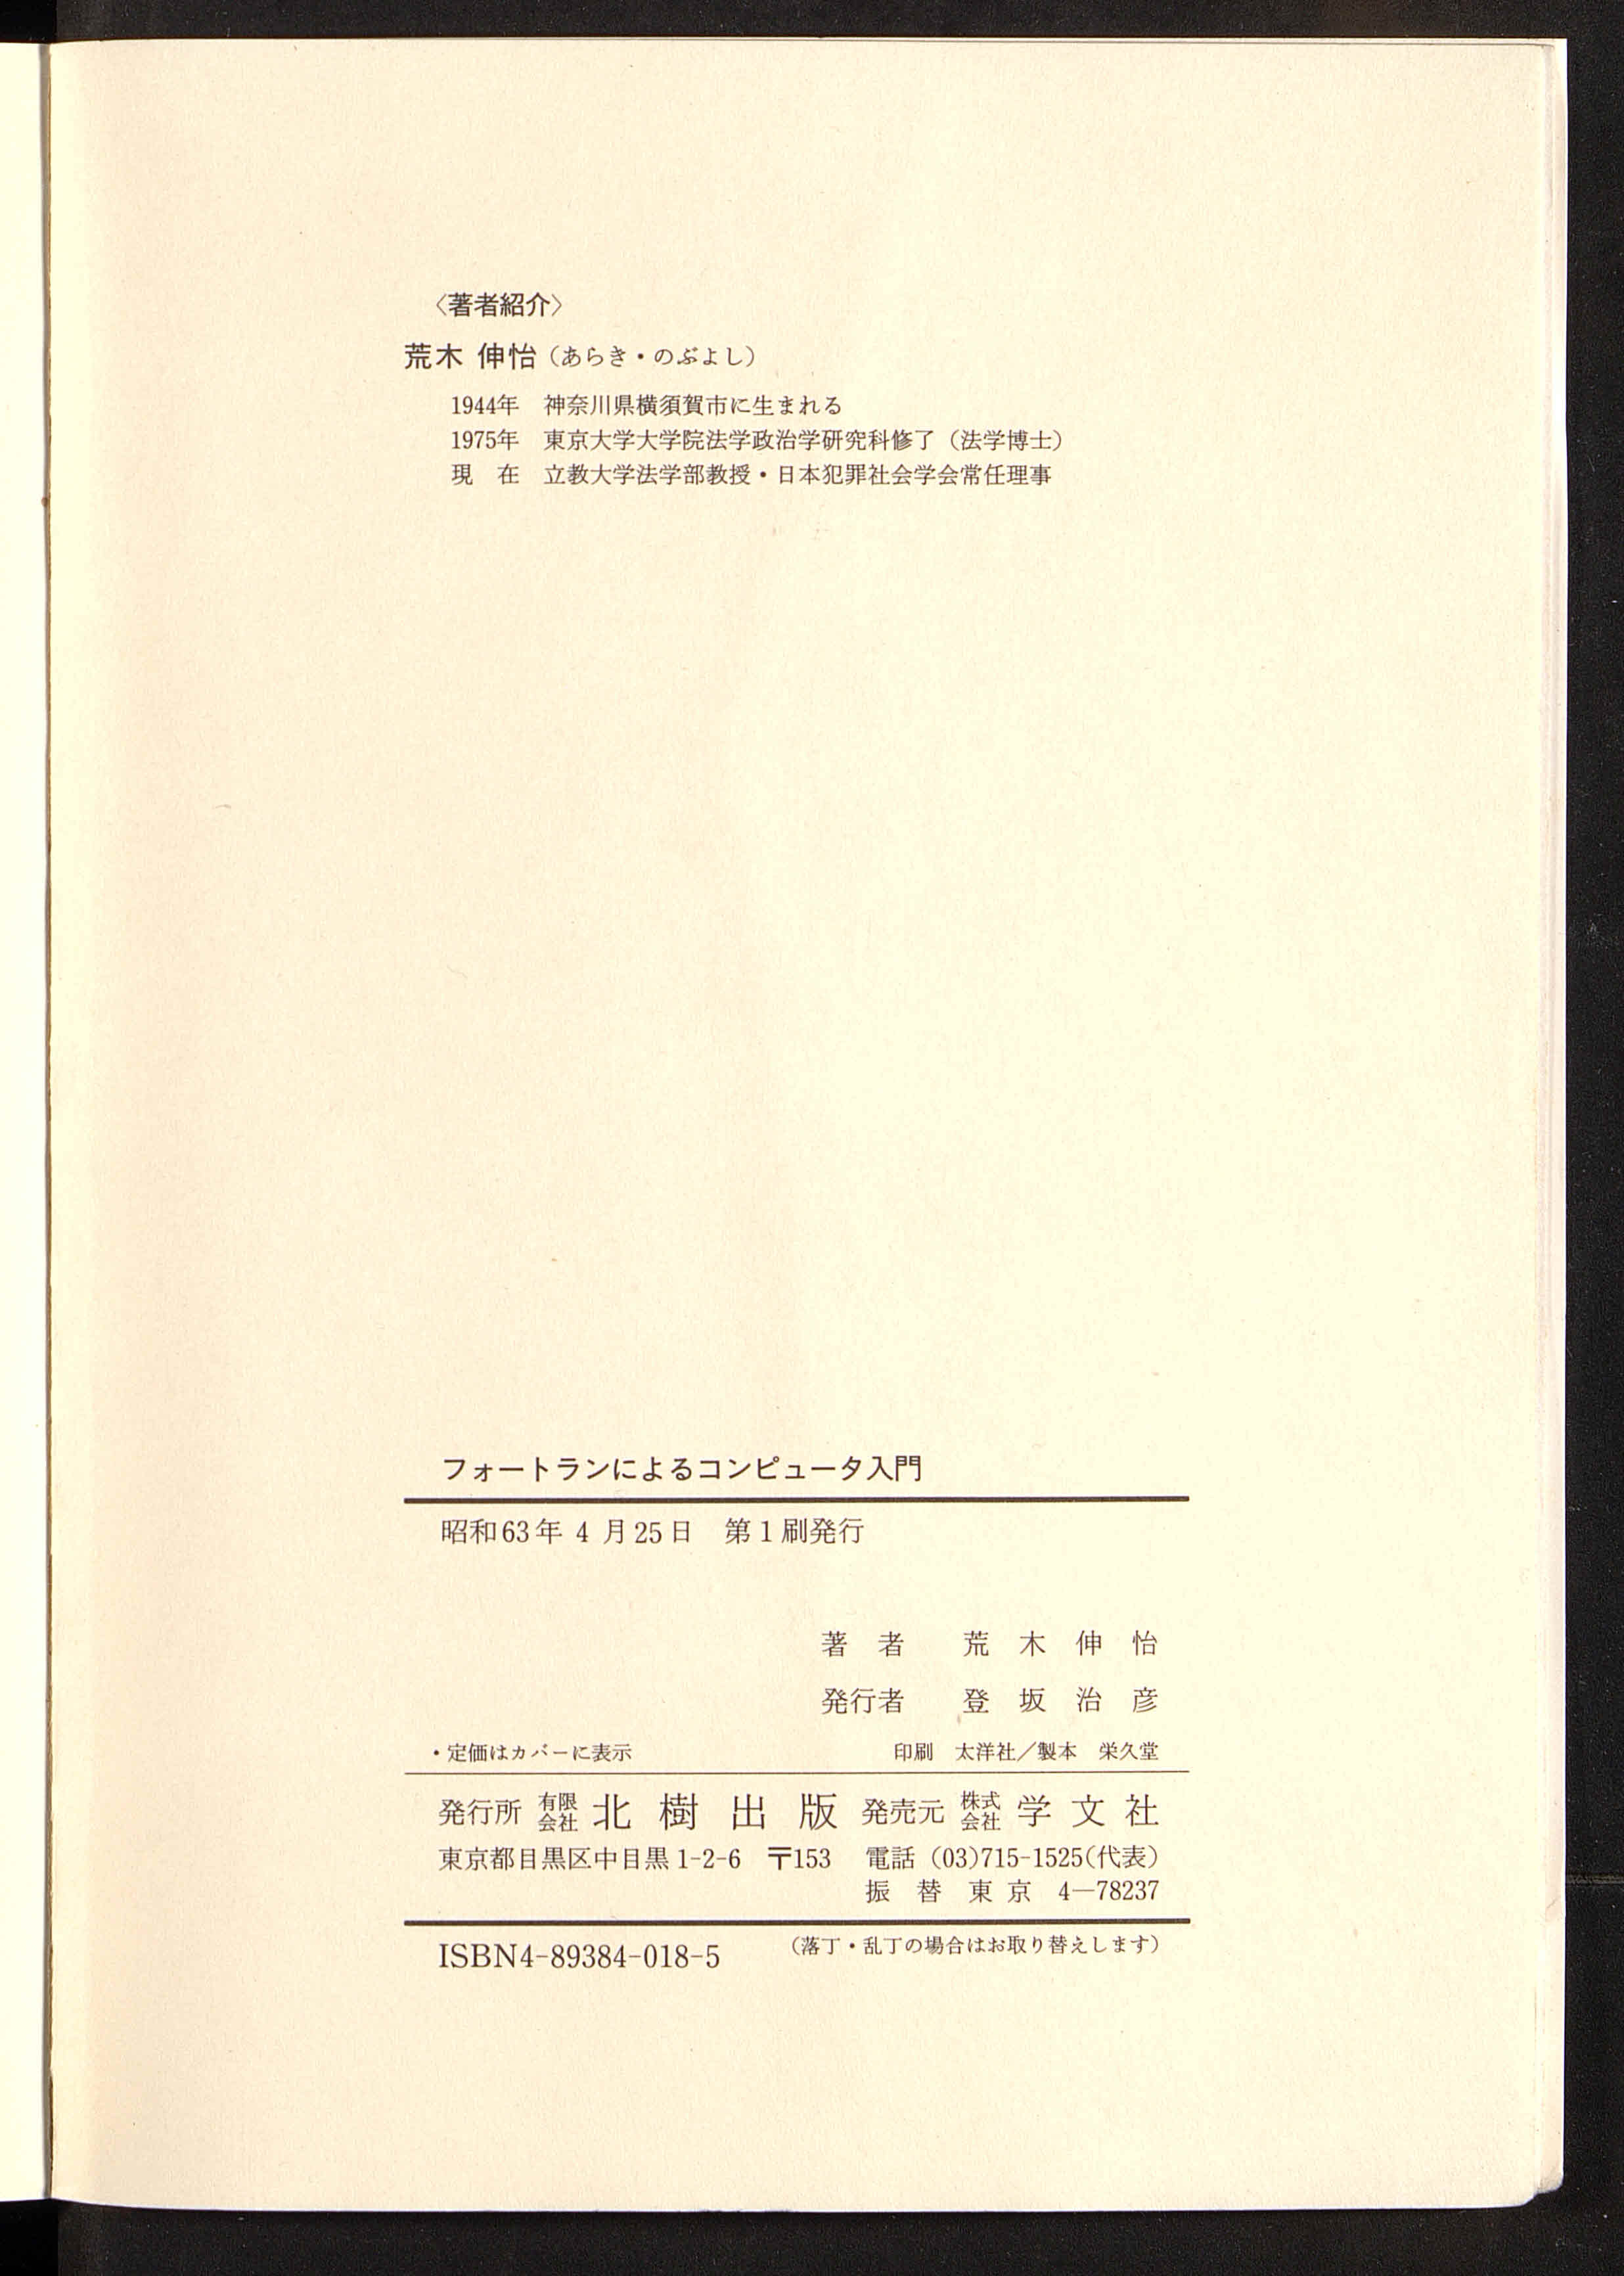 〈著者紹介〉
荒木 伸怡（あらき・のぶよし）
1944年　神奈川県横須賀市に生まれる
1975年　東京大学大学院法学政治学研究科修了（法学博士）
現　在　立教大学法学部教授・日本犯罪社会学会常任理事
フォートランによるコンピュータ入門
昭和63年 4 月25日　第1刷発行
著　者　荒　木　伸　怡
発行者　登　坂　治　彦
・定価はカバーに表示　印刷　太洋社／製本　栄久堂
発行所 有限会社 北 樹 出 版 発売元 株式会社 学 文 社
東京都目黒区中目黒1-2-6　〒153　電話（03)715-1525(代表）
振　替　東 京　4—78237
ISBN4-89384-018-5　（落丁・乱丁の場合はお取り替えします）